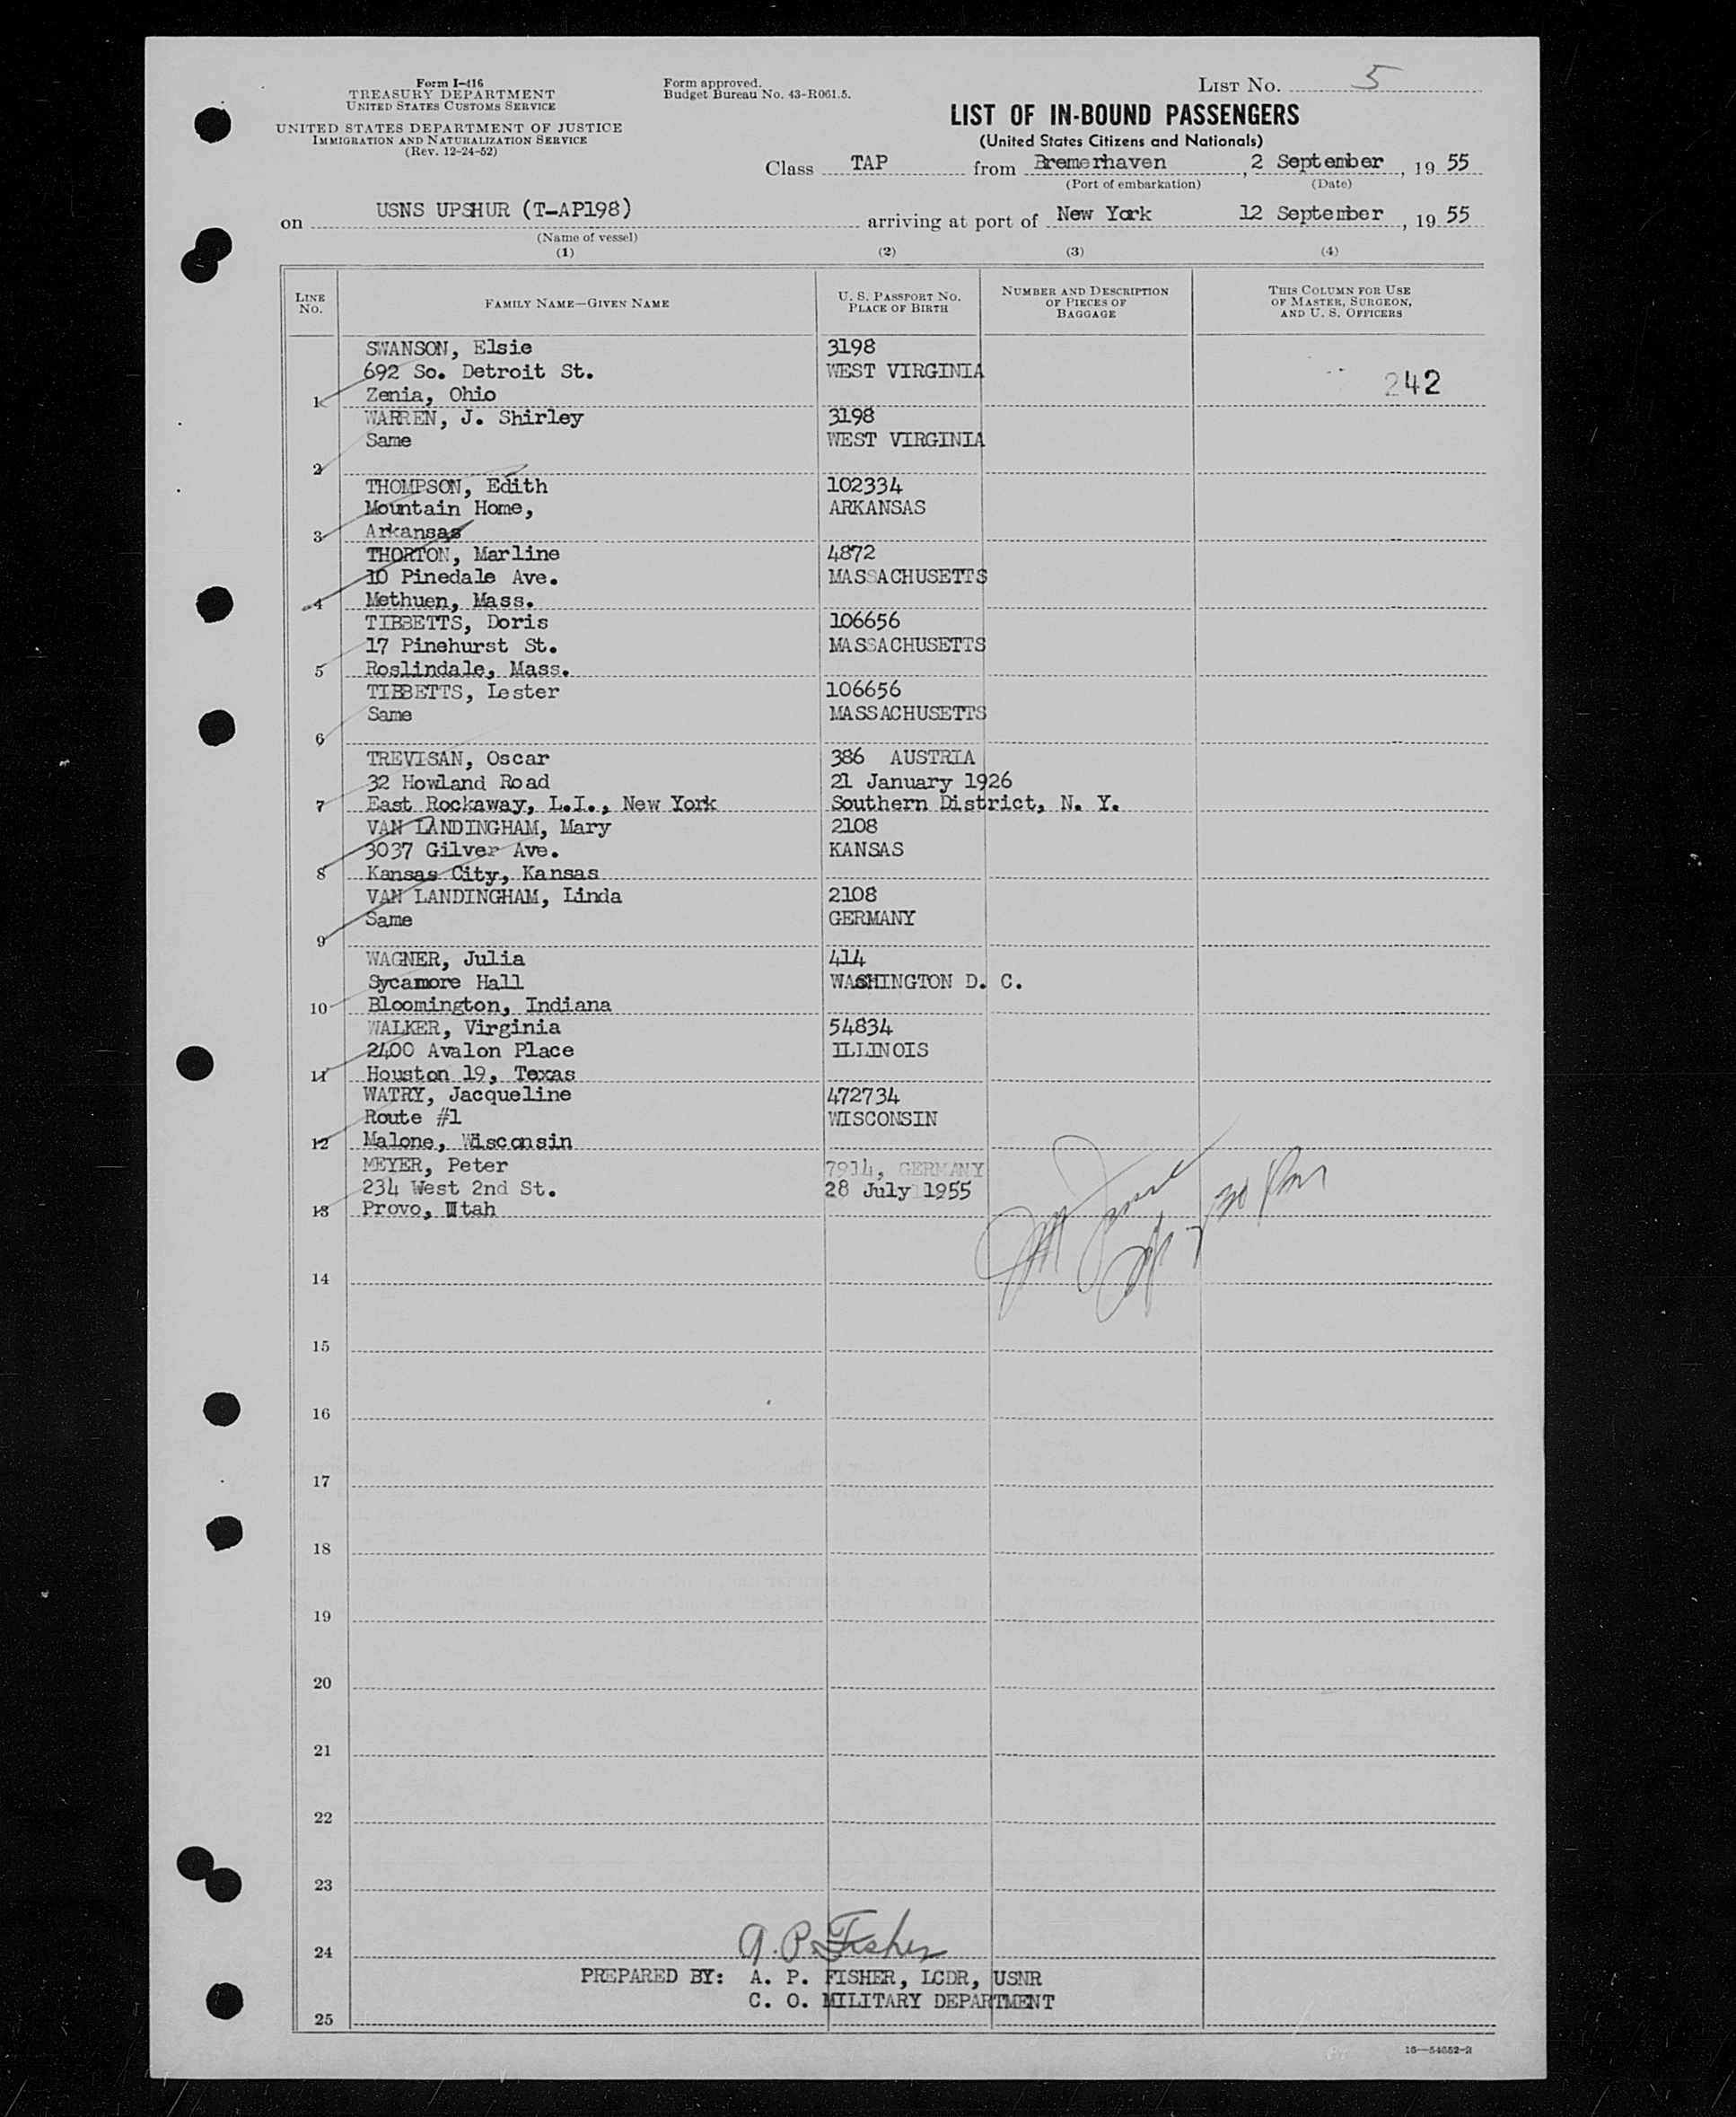 Form I-416
TREASURY DEPARTMENT
UNITED STATES CUSTOMS SERVICE
UNITED STATES DEPARTMENT OF JUSTICE
IMMIGRATION AND NATURALIZATION SERVICE
(Rev. 12-24-52)
Form approved.
Budget Bureau No. 43-R061.5.
LIST No. 5
LIST OF IN-BOUND PASSENGERS
(United States Citizens and Nationals)
Class TAP from Bremerhaven, 2 September, 19 55
(Port of embarkation) (Date)
on USNS UPSHUR (T-AP198) arriving at port of New York 12 September, 19 55
(Name of vessel)
(1) (2) (3) (4)
LINE No. FAMILY NAME—GIVEN NAME U. S. PASSPORT NO. PLACE OF BIRTH NUMBER AND DESCRIPTION OF PIECES OF BAGGAGE THIS COLUMN FOR USE OF MASTER, SURGEON, AND U. S. OFFICERS
SWANSON, Elsie 3198
692 So. Detroit St. WEST VIRGINIA 242
1 Zenia, Ohio
WARREN, J. Shirley 3198
Same WEST VIRGINIA
2
THOMPSON, Edith 102334
Mountain Home, ARKANSAS
3 Arkansas
THORTON, Marline 4872
10 Pinedale Ave. MASSACHUSETTS
4 Methuen, Mass.
TIBBETTS, Doris 106656
17 Pinehurst St. MASSACHUSETTS
5 Roslindale, Mass.
TIBBETTS, Lester 106656
Same MASSACHUSETTS
6
TREVISAN, Oscar 386 AUSTRIA
32 Howland Road 21 January 1926
7 East Rockaway, L.I., New York Southern District, N. Y.
VAN LANDINGHAM, Mary 2108
3037 Gilver Ave. KANSAS
8 Kansas City, Kansas
VAN LANDINGHAM, Linda 2108
Same GERMANY
9
WAGNER, Julia 414
Sycamore Hall WASHINGTON D. C.
10 Bloomington, Indiana
WALKER, Virginia 54834
2400 Avalon Place ILLINOIS
11 Houston 19, Texas
WATRY, Jacqueline 472734
Route #1 WISCONSIN
12 Malone, Wisconsin
MEYER, Peter 7914, GERMANY
234 West 2nd St. 28 July 1955
13 Provo, Utah
14
15
16
17
18
19
20
21
22
23
A. P. Fisher
24
PREPARED BY: A. P. FISHER, LCDR, USNR
C. O. MILITARY DEPARTMENT
25
16—54652-2